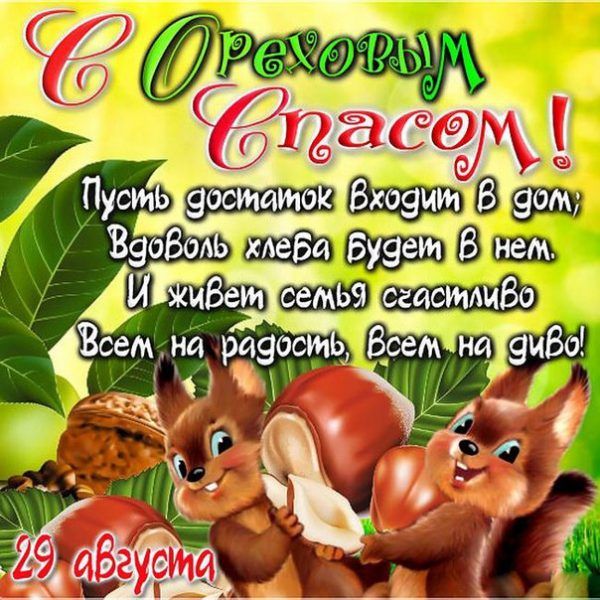 С Ореховым
Спасом!
Пусть достаток входит в дом;
Вдоволь хлеба будет в нем.
И живет семья счастливо
Всем на радость, всем на диво!
29 августа